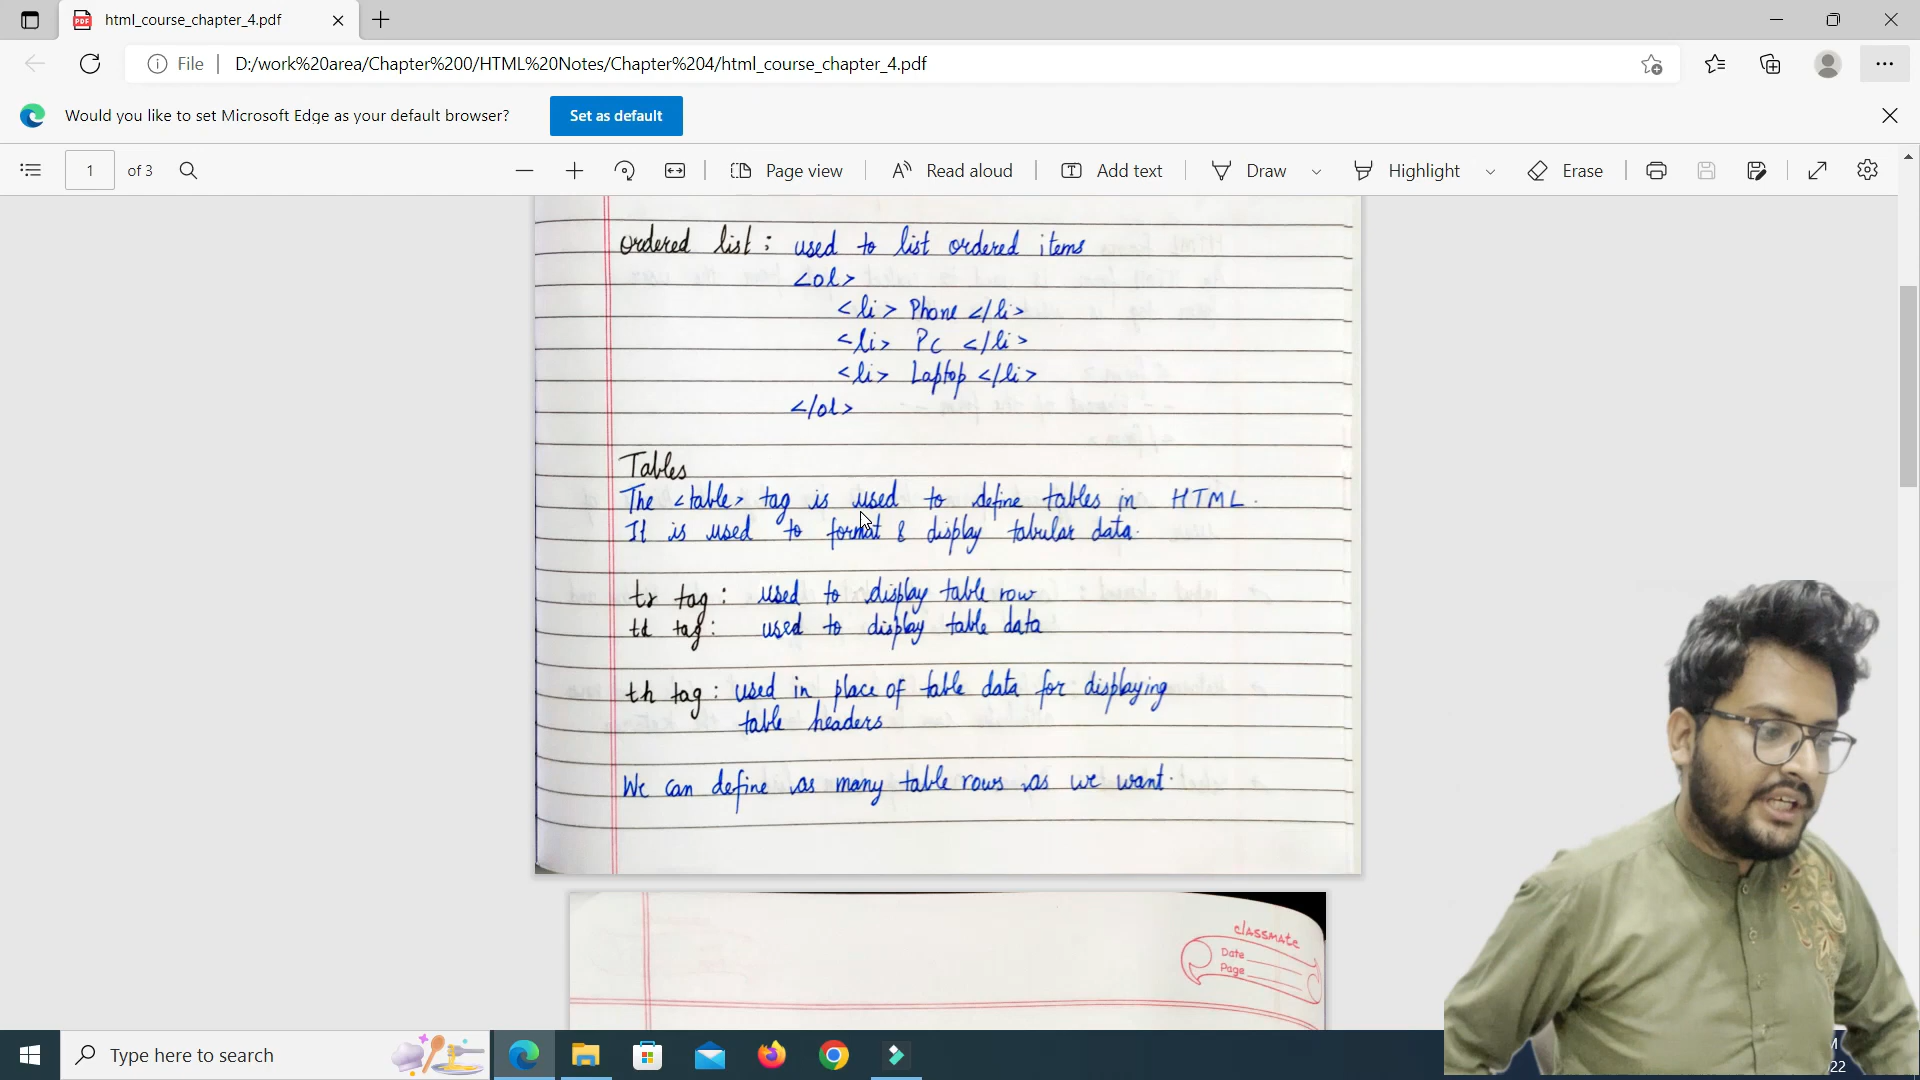 html_course_chapter_4.pdf
File
D:/work%20area/Chapter%200/HTML%20Notes/Chapter%204/html_course_chapter_4.pdf
Would you like to set Microsoft Edge as your default browser?
Set as default
1 of 3
Page view
Read aloud
Add text
Draw
Highlight
Erase
Ordered list : used to list ordered items
<ol>
<li> Phone </li>
<li> PC </li>
<li> Laptop </li>
</ol>
Tables
The <table> tag is used to define tables in HTML.
It is used to format & display tabular data.
tr tag : used to display table row
td tag : used to display table data
th tag : used in place of table data for displaying
table headers
We can define as many table rows as we want.
classmate
Date
Page
Type here to search
M
22